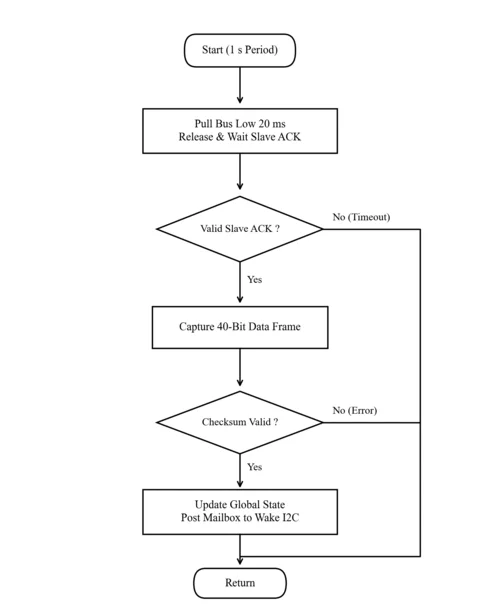 Start (1 s Period)
Pull Bus Low 20 ms
Release & Wait Slave ACK
Valid Slave ACK ?
No (Timeout)
Yes
Capture 40-Bit Data Frame
Checksum Valid ?
No (Error)
Yes
Update Global State
Post Mailbox to Wake I2C
Return